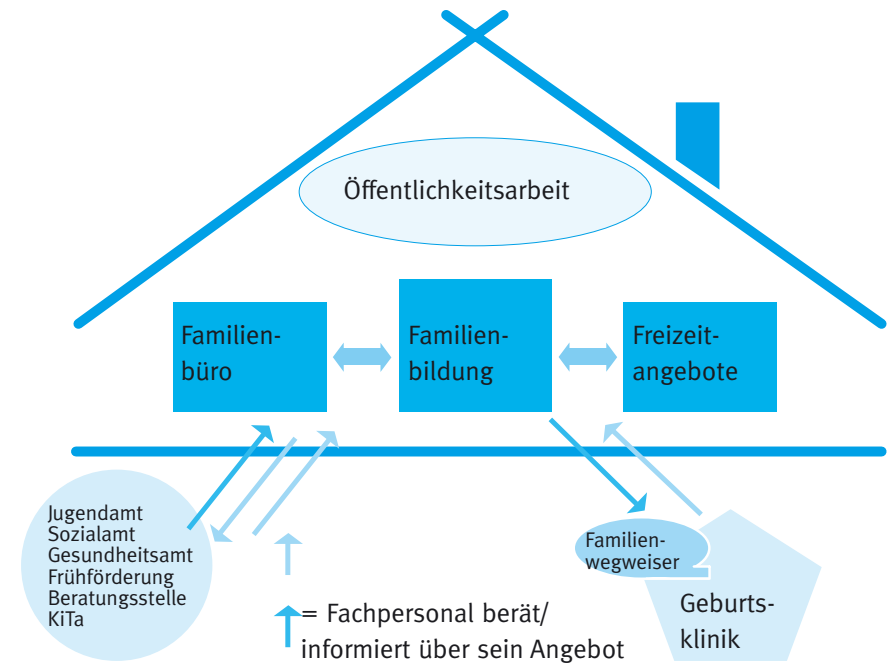 Öffentlichkeitsarbeit
Familien-
büro
Familien-
bildung
Freizeit-
angebote
Jugendamt
Sozialamt
Gesundheitsamt
Frühförderung
Beratungsstelle
KiTa
= Fachpersonal berät/
informiert über sein Angebot
Familien-
wegweiser
Geburts-
klinik